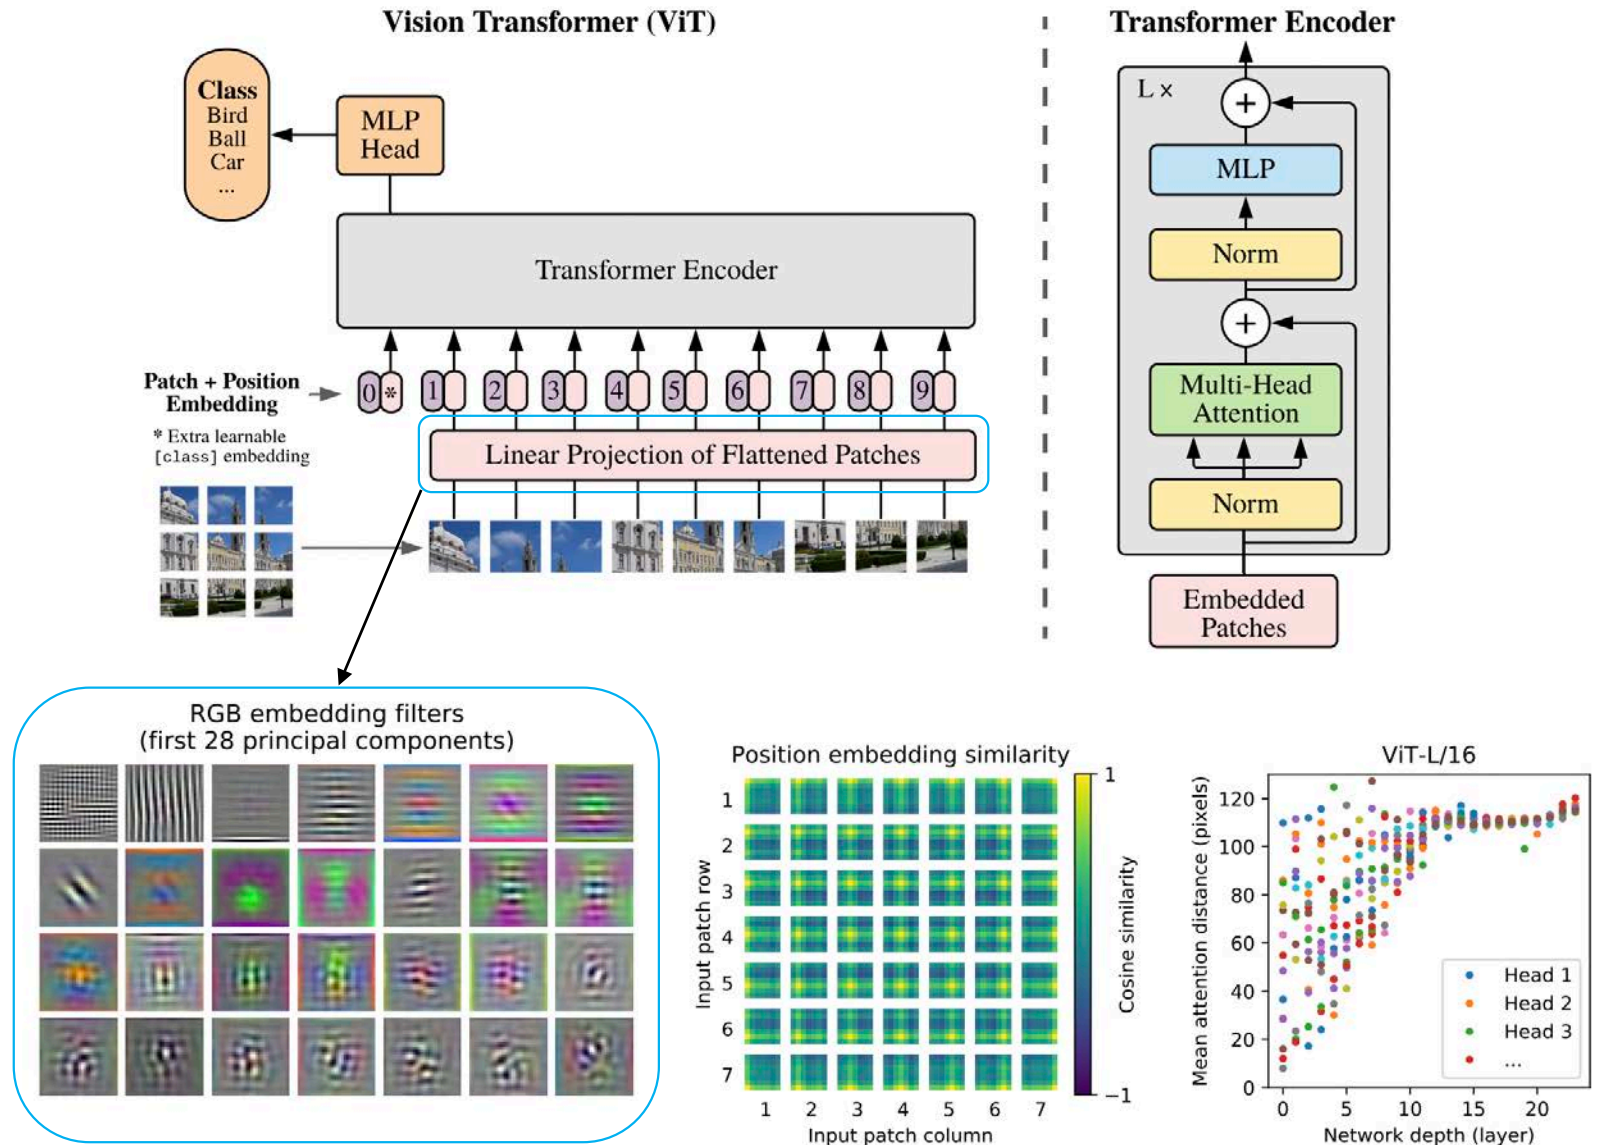 Vision Transformer (ViT)
Class
Bird
Ball
Car
...
MLP
Head
Transformer Encoder
Patch + Position
Embedding
* Extra learnable
[class] embedding
0 * 1 2 3 4 5 6 7 8 9
Linear Projection of Flattened Patches
Transformer Encoder
L ×
+
MLP
Norm
+
Multi-Head
Attention
Norm
Embedded
Patches
RGB embedding filters
(first 28 principal components)
Position embedding similarity
Input patch row
1
2
3
4
5
6
7
1 2 3 4 5 6 7
Input patch column
1
−1
Cosine similarity
ViT-L/16
Mean attention distance (pixels)
120
100
80
60
40
20
0
Head 1
Head 2
Head 3
...
0 5 10 15 20
Network depth (layer)